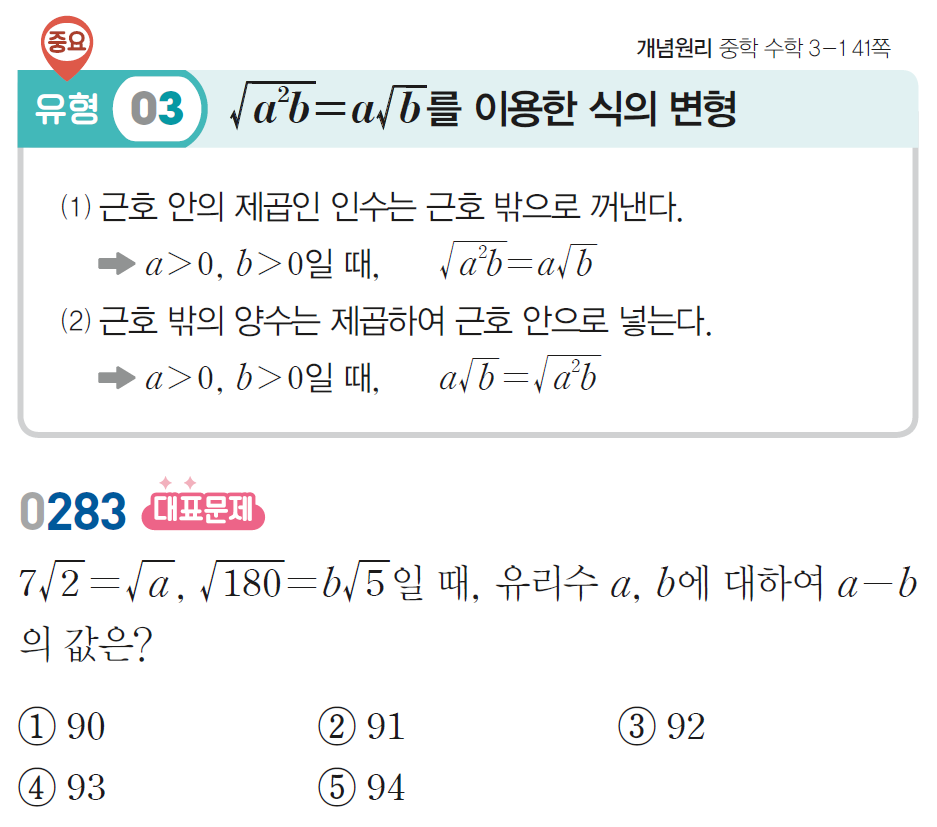 중요
개념원리 중학 수학 3-1 41쪽
유형 03 √(a²b)=a√b를 이용한 식의 변형
(1) 근호 안의 제곱인 인수는 근호 밖으로 꺼낸다.
➡ a>0, b>0일 때, √(a²b)=a√b
(2) 근호 밖의 양수는 제곱하여 근호 안으로 넣는다.
➡ a>0, b>0일 때, a√b=√(a²b)
0283 대표문제
7√2=√a, √180=b√5일 때, 유리수 a, b에 대하여 a-b
의 값은?
① 90 ② 91 ③ 92
④ 93 ⑤ 94